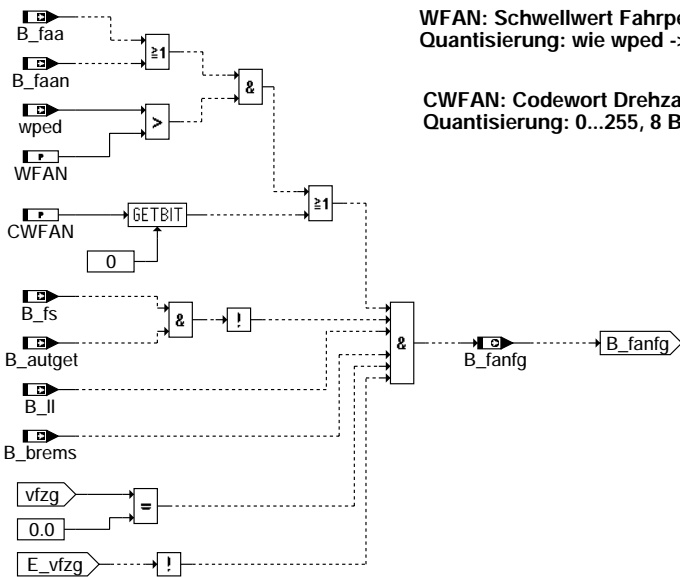 B_faa
WFAN: Schwellwert Fahrpe
Quantisierung: wie wped -
≥1
B_faan
&
wped
>
CWFAN: Codewort Drehza
Quantisierung: 0...255, 8 B
P
WFAN
≥1
P
GETBIT
CWFAN
0
B_fs
&
!
B_autget
&
B_fanfg
B_fanfg
B_ll
B_brems
vfzg
=
0.0
E_vfzg
!